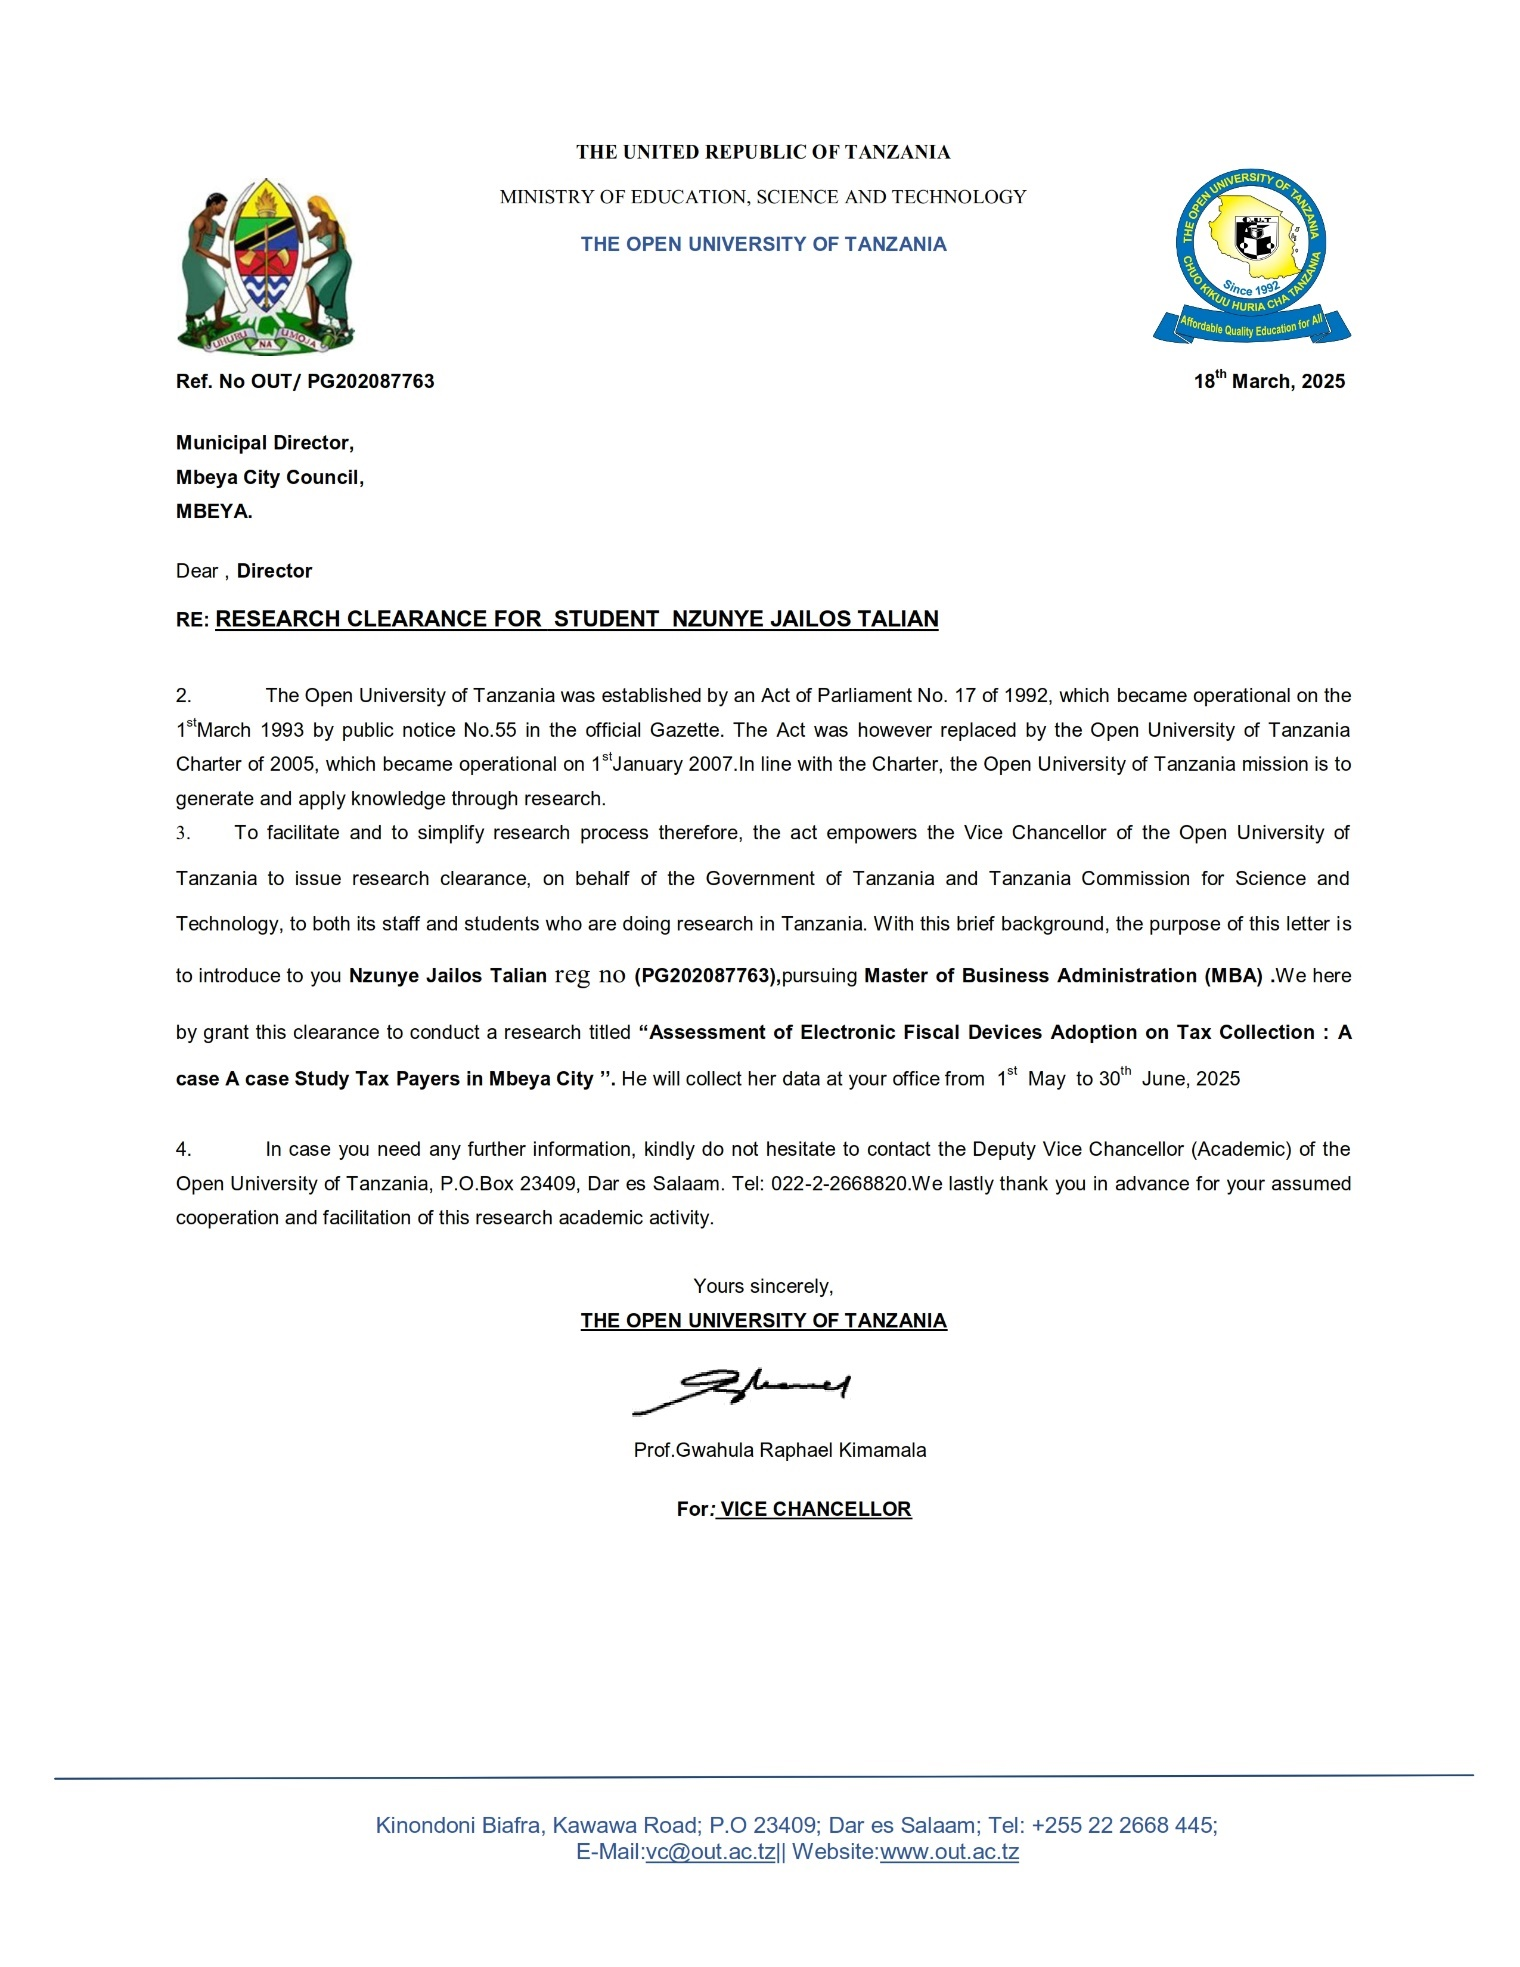 THE UNITED REPUBLIC OF TANZANIA
MINISTRY OF EDUCATION, SCIENCE AND TECHNOLOGY
THE OPEN UNIVERSITY OF TANZANIA
UHURU NA UMOJA
THE OPEN UNIVERSITY OF TANZANIA
CHUO KIKUU HURIA CHA TANZANIA
O.U.T
Since 1992
Affordable Quality Education for All
Ref. No OUT/ PG202087763 18th March, 2025
Municipal Director,
Mbeya City Council,
MBEYA.
Dear , Director
RE: RESEARCH CLEARANCE FOR STUDENT NZUNYE JAILOS TALIAN
2. The Open University of Tanzania was established by an Act of Parliament No. 17 of 1992, which became operational on the
1stMarch 1993 by public notice No.55 in the official Gazette. The Act was however replaced by the Open University of Tanzania
Charter of 2005, which became operational on 1stJanuary 2007.In line with the Charter, the Open University of Tanzania mission is to
generate and apply knowledge through research.
3. To facilitate and to simplify research process therefore, the act empowers the Vice Chancellor of the Open University of
Tanzania to issue research clearance, on behalf of the Government of Tanzania and Tanzania Commission for Science and
Technology, to both its staff and students who are doing research in Tanzania. With this brief background, the purpose of this letter is
to introduce to you Nzunye Jailos Talian reg no (PG202087763),pursuing Master of Business Administration (MBA) .We here
by grant this clearance to conduct a research titled “Assessment of Electronic Fiscal Devices Adoption on Tax Collection : A
case A case Study Tax Payers in Mbeya City ”. He will collect her data at your office from 1st May to 30th June, 2025
4. In case you need any further information, kindly do not hesitate to contact the Deputy Vice Chancellor (Academic) of the
Open University of Tanzania, P.O.Box 23409, Dar es Salaam. Tel: 022-2-2668820.We lastly thank you in advance for your assumed
cooperation and facilitation of this research academic activity.
Yours sincerely,
THE OPEN UNIVERSITY OF TANZANIA
Prof.Gwahula Raphael Kimamala
For: VICE CHANCELLOR
Kinondoni Biafra, Kawawa Road; P.O 23409; Dar es Salaam; Tel: +255 22 2668 445;
E-Mail:vc@out.ac.tz|| Website:www.out.ac.tz